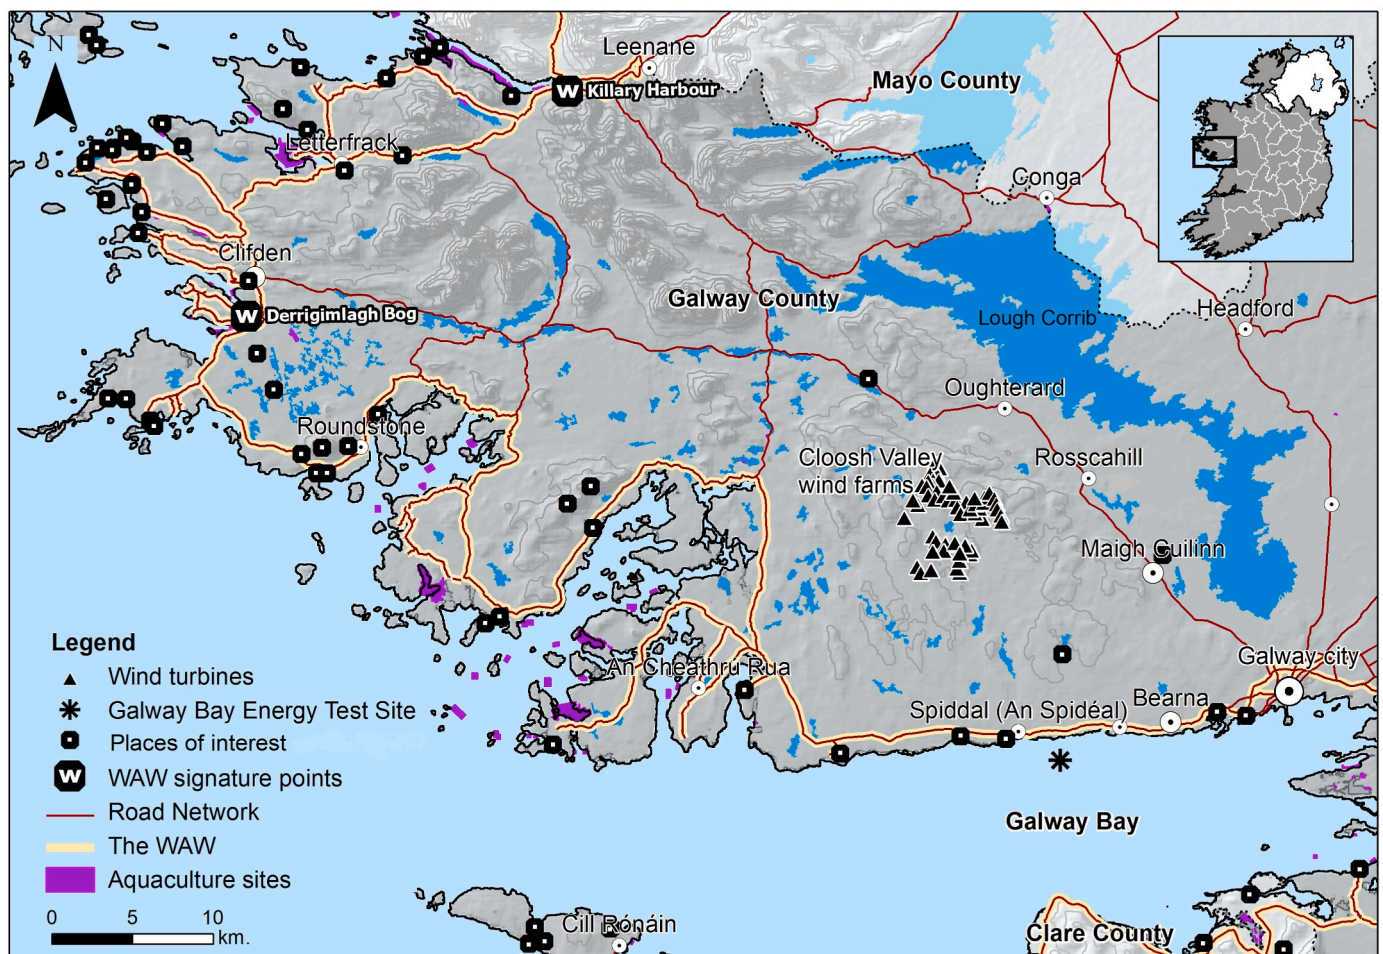 N
Leenane
Mayo County
W
Killary Harbour
Letterfrack
Conga
Clifden
Galway County
Headford
W
Derrigimlagh Bog
Lough Corrib
Oughterard
Roundstone
Cloosh Valley
wind farms
Rosscahill
Maigh Cuilinn
Legend
Wind turbines
Galway Bay Energy Test Site
Places of interest
W
WAW signature points
Road Network
The WAW
Aquaculture sites
0 5 10
km.
An Cheathrú Rua
Galway city
Spiddal (An Spidéal)
Bearna
Galway Bay
Cill Rónáin
Clare County